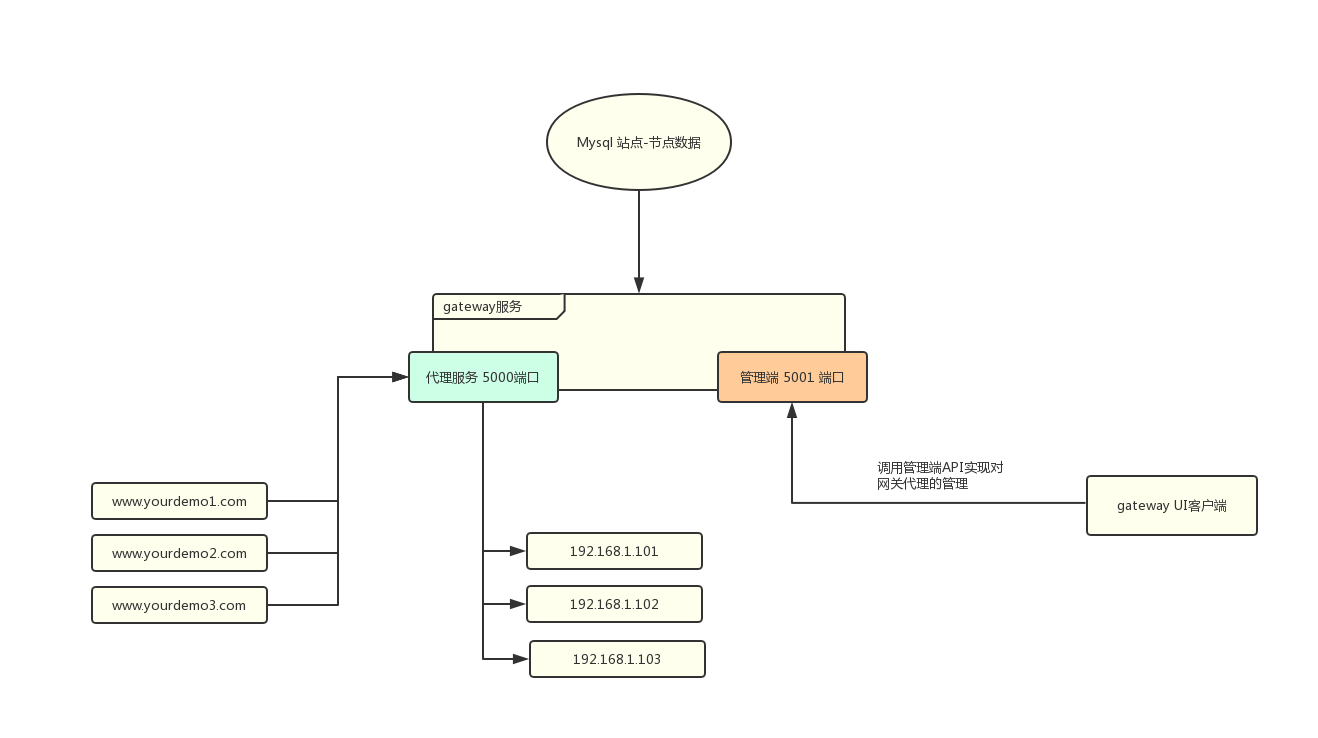 Mysql 站点-节点数据
gateway服务
代理服务 5000端口
管理端 5001 端口
调用管理端API实现对
网关代理的管理
gateway UI客户端
www.yourdemo1.com
www.yourdemo2.com
www.yourdemo3.com
192.168.1.101
192.168.1.102
192.168.1.103